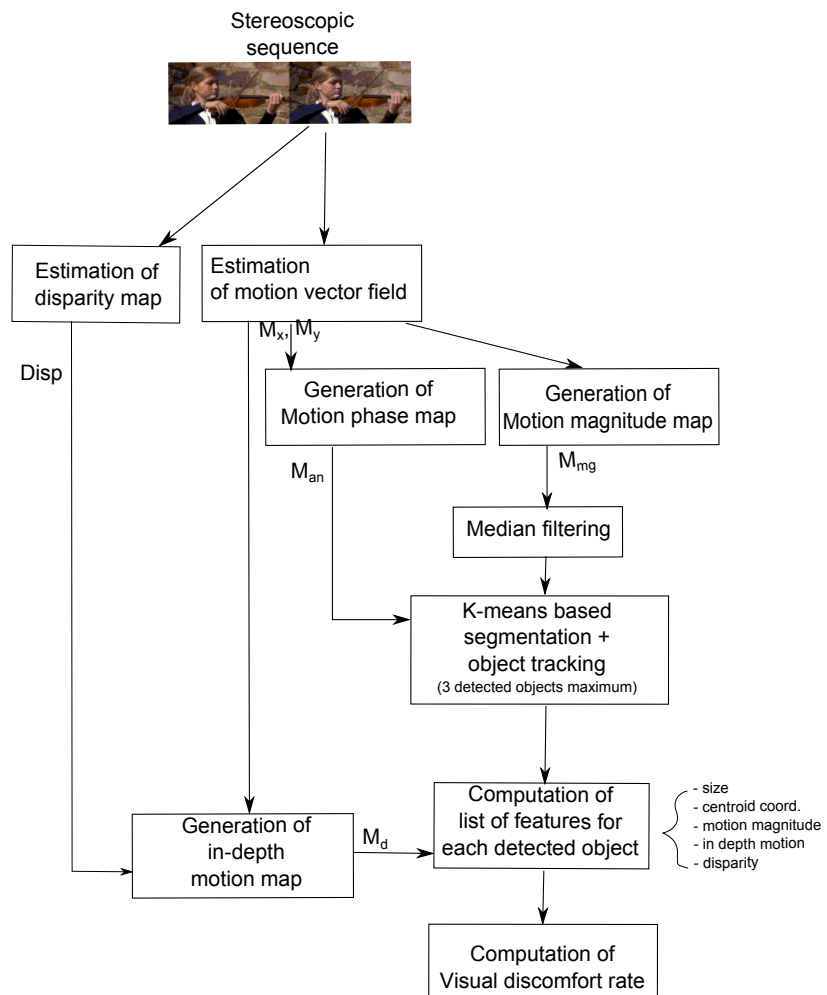 Stereoscopic
sequence
Estimation of
disparity map
Estimation
of motion vector field
Disp
Mx, My
Generation of
Motion phase map
Generation of
Motion magnitude map
Man
Mmg
Median filtering
K-means based
segmentation +
object tracking
(3 detected objects maximum)
Generation of
in-depth
motion map
Md
Computation of
list of features for
each detected object
- size
- centroid coord.
- motion magnitude
- in depth motion
- disparity
Computation of
Visual discomfort rate